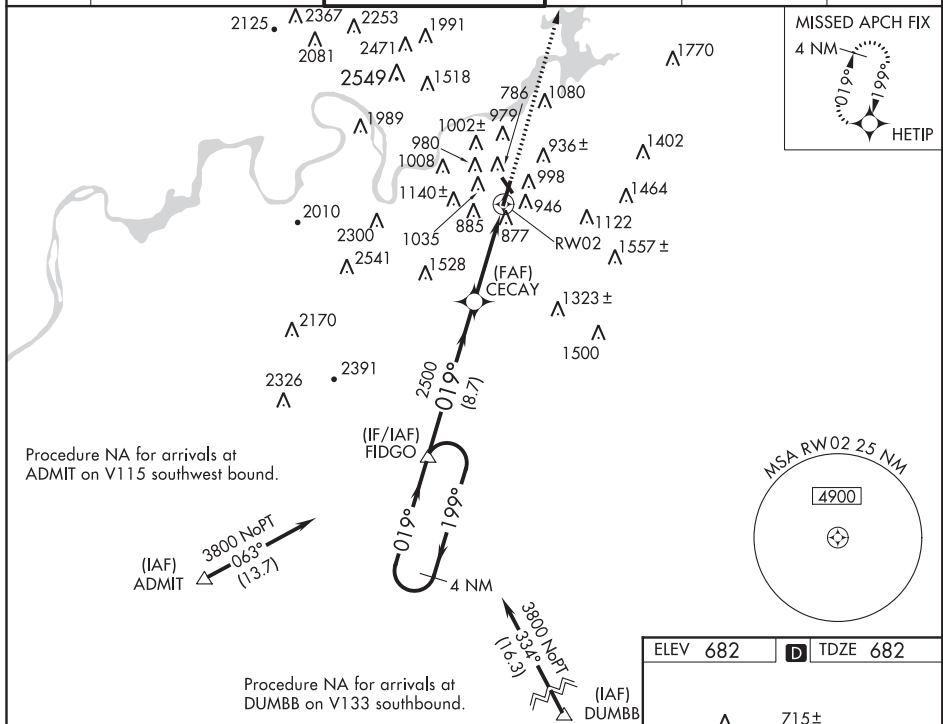 2125
2367
2253
1991
2081
2471
2549
1518
1770
MISSED APCH FIX
4 NM
019°
199°
HETIP
786
1080
979
1989
1002±
980
1008
936±
1402
998
1140±
1464
946
2010
2300
1035
885
877
1122
RW02
2541
1528
1557±
(FAF)
CECAY
1323±
2170
1500
2391
2326
2500
019°
(8.7)
(IF/IAF)
FIDGO
Procedure NA for arrivals at
ADMIT on V115 southwest bound.
MSA RW02 25 NM
4900
019°
199°
4 NM
3800 NoPT
063°
(13.7)
(IAF)
ADMIT
3800 NoPT
334°
(16.3)
Procedure NA for arrivals at
DUMBB on V133 southbound.
(IAF)
DUMBB
ELEV 682
D
TDZE 682
715±